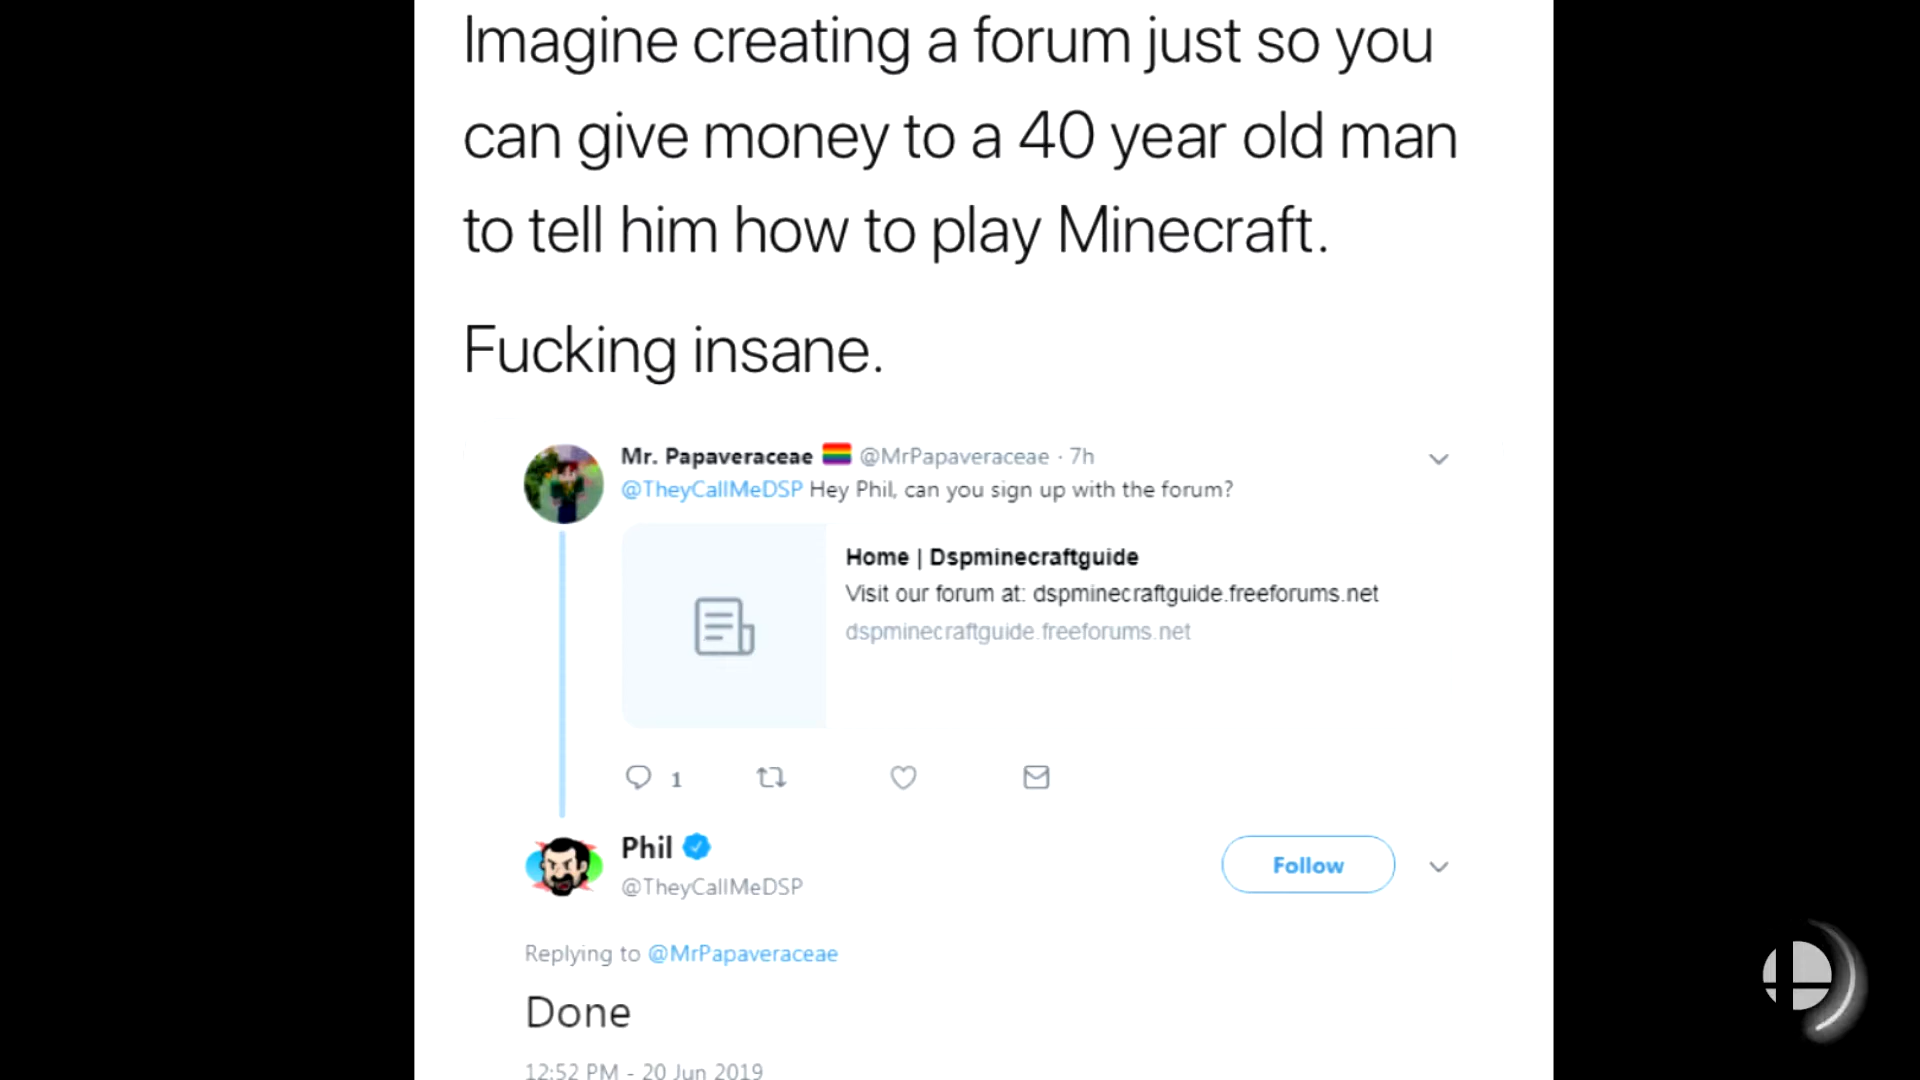 Imagine creating a forum just so you
can give money to a 40 year old man
to tell him how to play Minecraft.
Fucking insane.
Mr. Papaveraceae 🏳️‍🌈 @MrPapaveraceae · 7h
@TheyCallMeDSP Hey Phil, can you sign up with the forum?
Home | Dspminecraftguide
Visit our forum at: dspminecraftguide.freeforums.net
dspminecraftguide.freeforums.net
1
Phil
@TheyCallMeDSP
Follow
Replying to @MrPapaveraceae
Done
12:52 PM - 20 Jun 2019